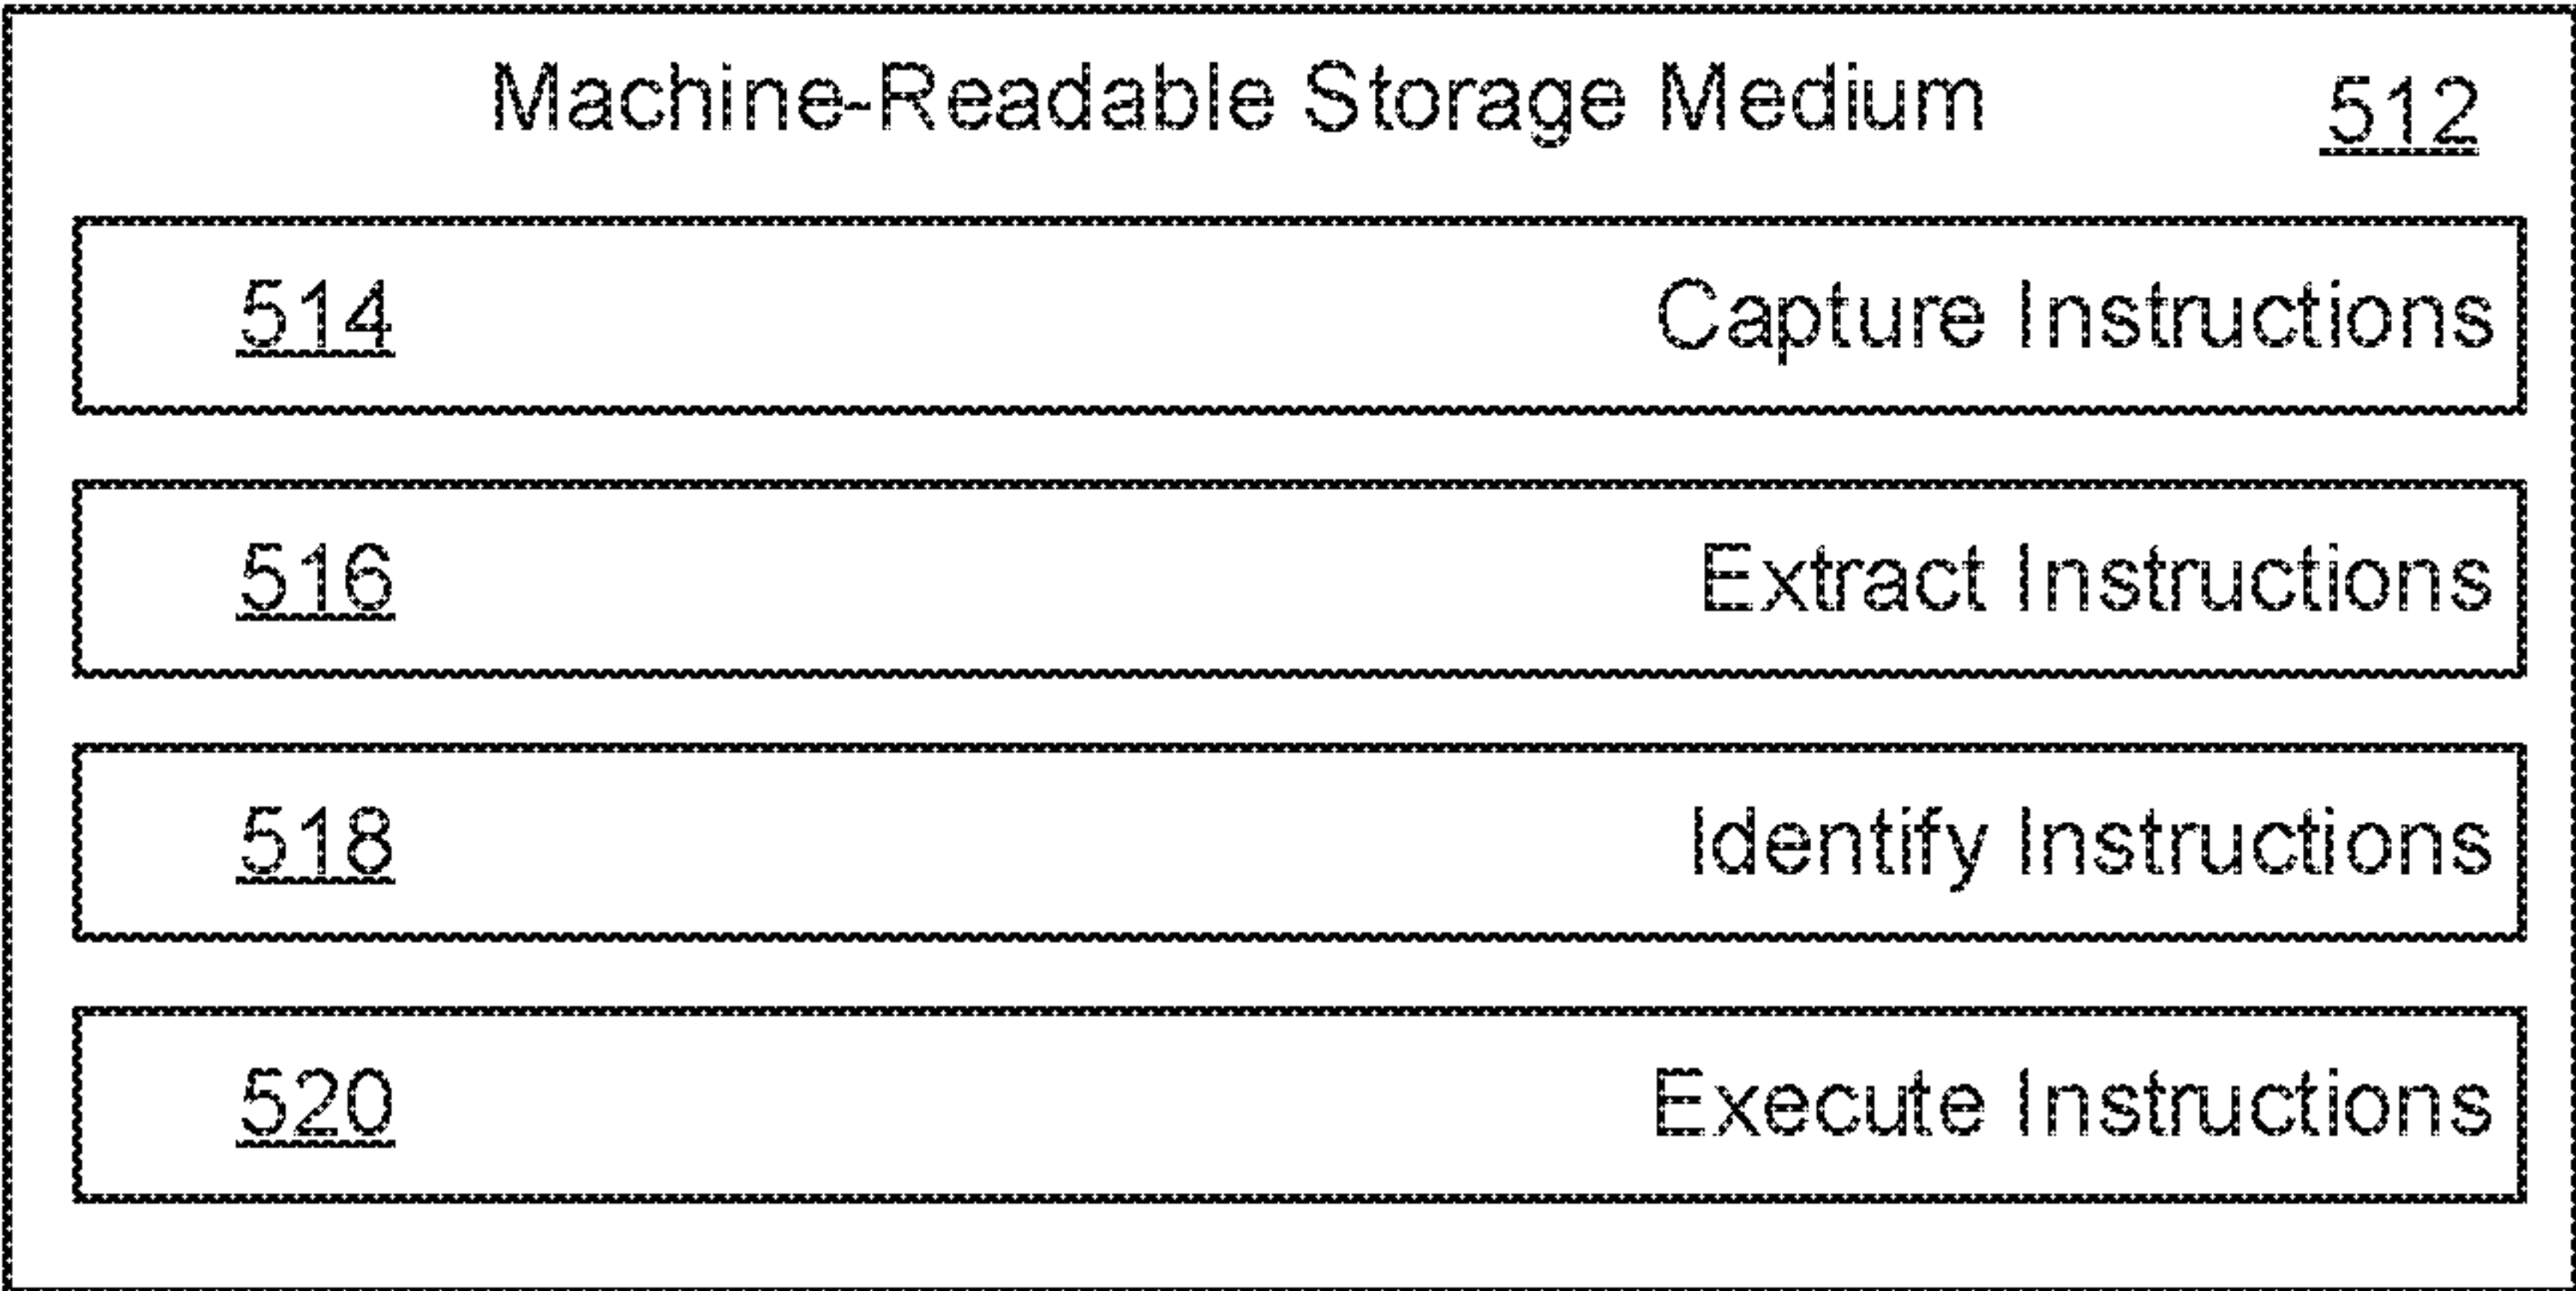 Machine-Readable Storage Medium 512
514 Capture Instructions
516 Extract Instructions
518 Identify Instructions
520 Execute Instructions